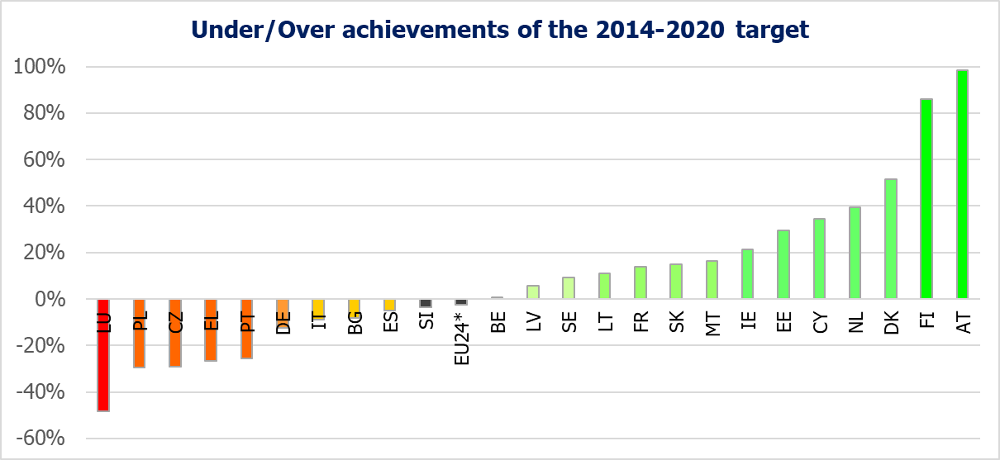 Under/Over achievements of the 2014-2020 target
100%
80%
60%
40%
20%
0%
-20%
-40%
-60%
LU
PL
CZ
EL
PT
DE
IT
BG
ES
SI
EU24*
BE
LV
SE
LT
FR
SK
MT
IE
EE
CY
NL
DK
FI
AT